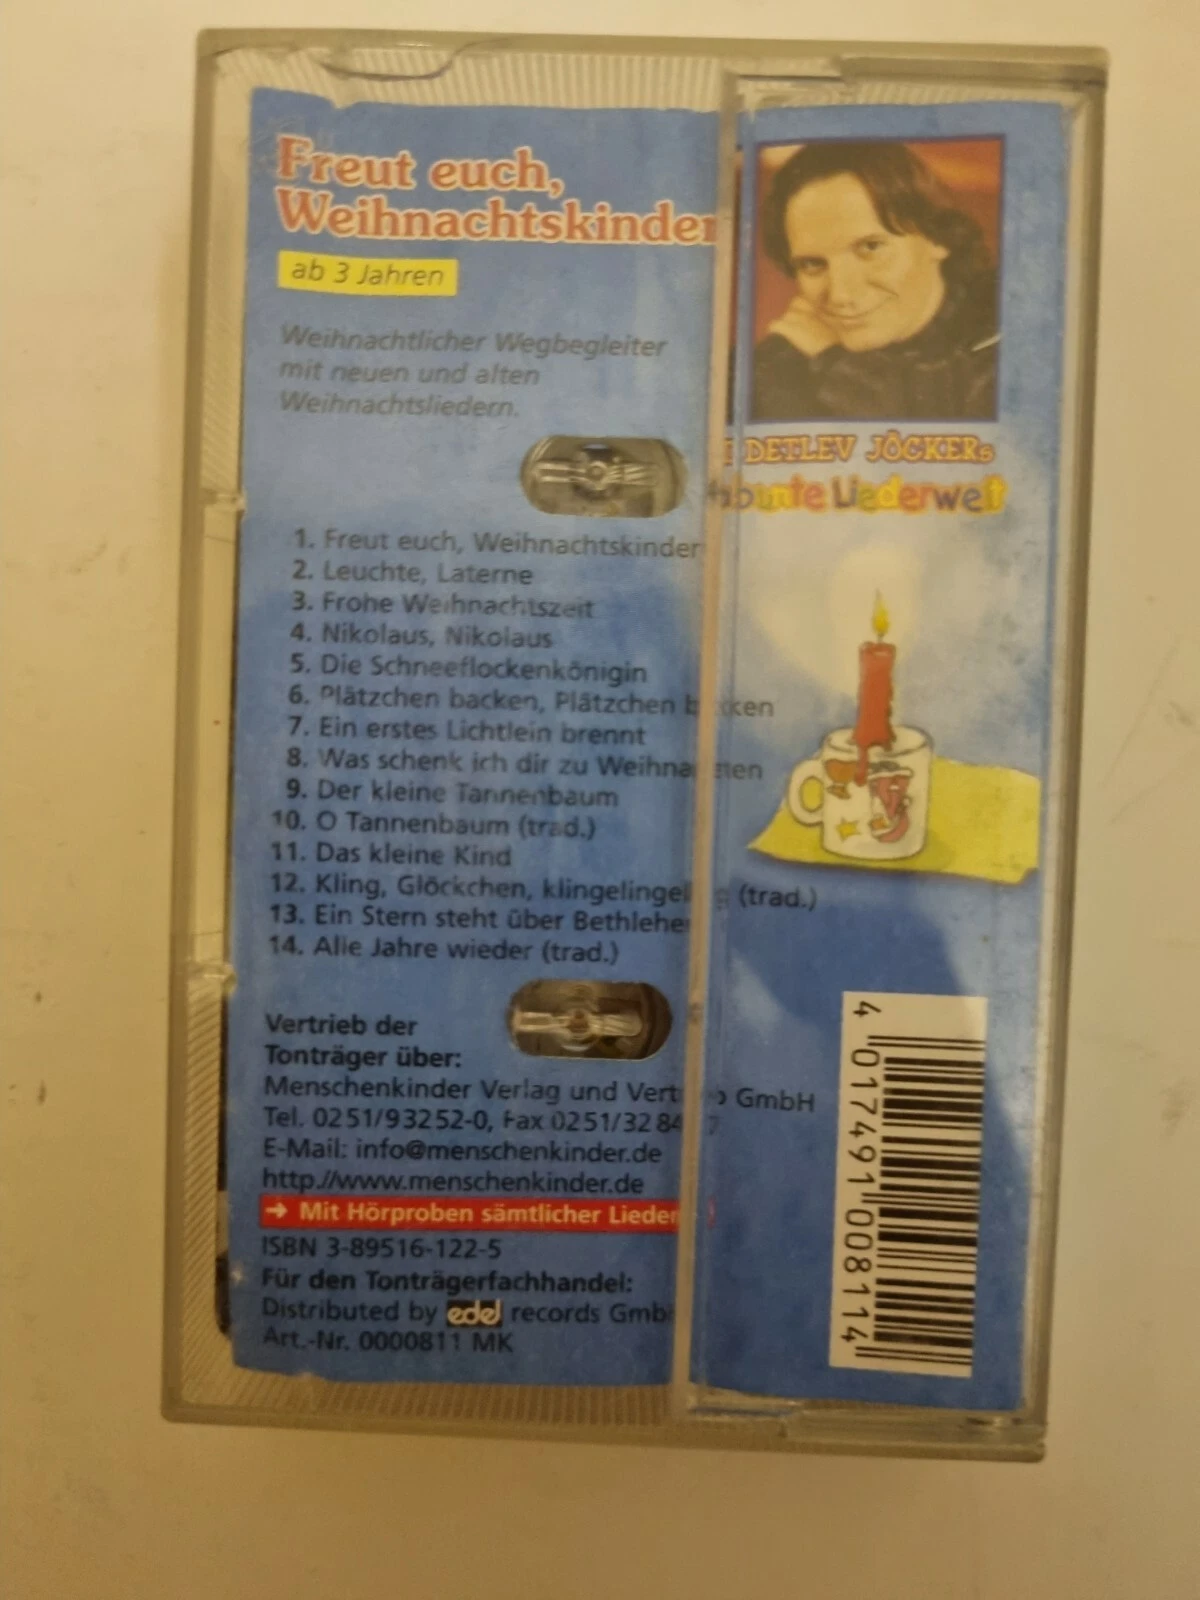 Freut euch,
Weihnachtskinder
ab 3 Jahren
Weihnachtlicher Wegbegleiter
mit neuen und alten
Weihnachtsliedern.
DETLEV JÖCKERs
bunte Liederwelt
1. Freut euch, Weihnachtskinder
2. Leuchte, Laterne
3. Frohe Weihnachtszeit
4. Nikolaus, Nikolaus
5. Die Schneeflockenkönigin
6. Plätzchen backen, Plätzchen backen
7. Ein erstes Lichtlein brennt
8. Was schenk ich dir zu Weihnachten
9. Der kleine Tannenbaum
10. O Tannenbaum (trad.)
11. Das kleine Kind
12. Kling, Glöckchen, klingelingeling (trad.)
13. Ein Stern steht über Bethlehem
14. Alle Jahre wieder (trad.)
Vertrieb der
Tonträger über:
Menschenkinder Verlag und Vertrieb GmbH
Tel. 0251/93252-0, Fax
E-Mail: info@menschenkinder.de
http://www.menschenkinder.de
→ Mit Hörproben sämtlicher Lieder
ISBN 3-89516-122-5
Für den Tonträgerfachhandel:
Distributed by edel records GmbH
Art.-Nr. 0000811 MK
4 017491 008114